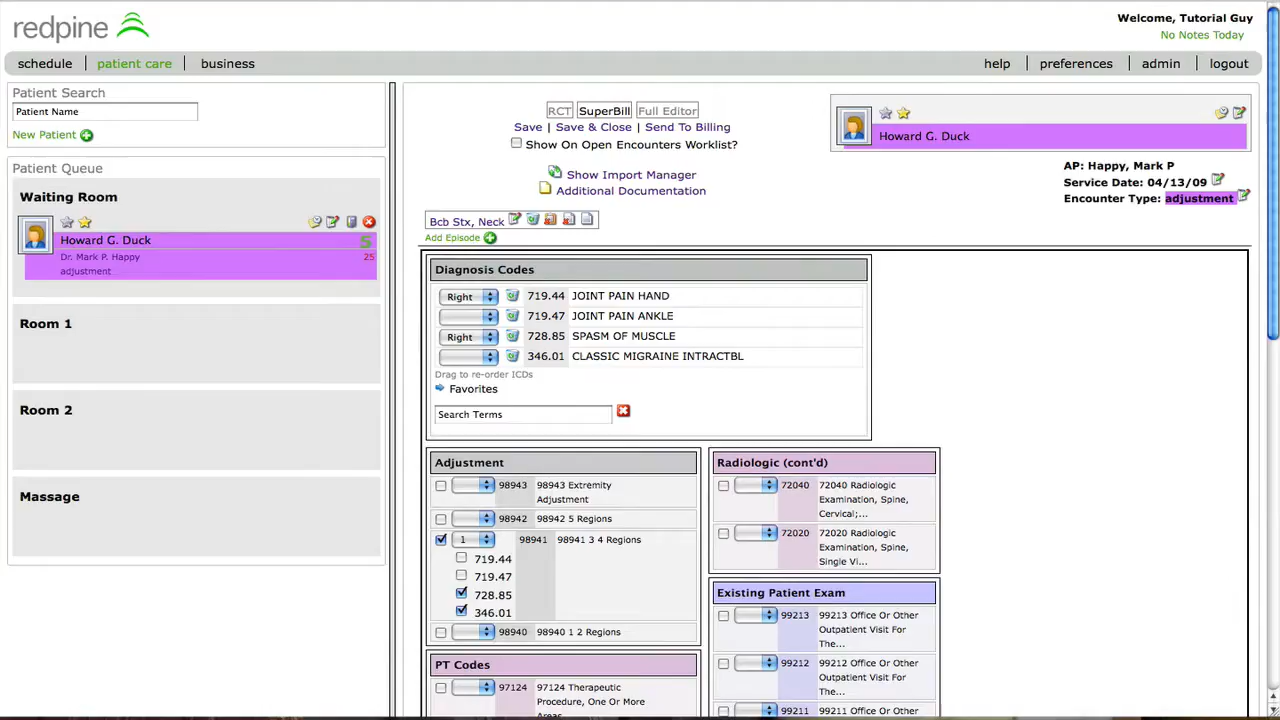 redpine
Welcome, Tutorial Guy
No Notes Today
schedule patient care business help preferences admin logout
Patient Search
Patient Name
New Patient
Patient Queue
Waiting Room
Howard G. Duck 5
Dr. Mark P. Happy 25
adjustment
Room 1
Room 2
Massage
RCT SuperBill Full Editor
Save | Save & Close | Send To Billing
Show On Open Encounters Worklist?
Show Import Manager
Additional Documentation
Howard G. Duck
AP: Happy, Mark P
Service Date: 04/13/09
Encounter Type: adjustment
Bcb Stx, Neck
Add Episode
Diagnosis Codes
Right 719.44 JOINT PAIN HAND
719.47 JOINT PAIN ANKLE
Right 728.85 SPASM OF MUSCLE
346.01 CLASSIC MIGRAINE INTRACTBL
Drag to re-order ICDs
Favorites
Search Terms
Adjustment
98943 98943 Extremity
Adjustment
98942 98942 5 Regions
1 98941 98941 3 4 Regions
719.44
719.47
728.85
346.01
98940 98940 1 2 Regions
PT Codes
97124 97124 Therapeutic
Procedure, One Or More
Areas
Radiologic (cont'd)
72040 72040 Radiologic
Examination, Spine,
Cervical;...
72020 72020 Radiologic
Examination, Spine,
Single Vi...
Existing Patient Exam
99213 99213 Office Or Other
Outpatient Visit For
The...
99212 99212 Office Or Other
Outpatient Visit For
The...
99211 99211 Office Or Other